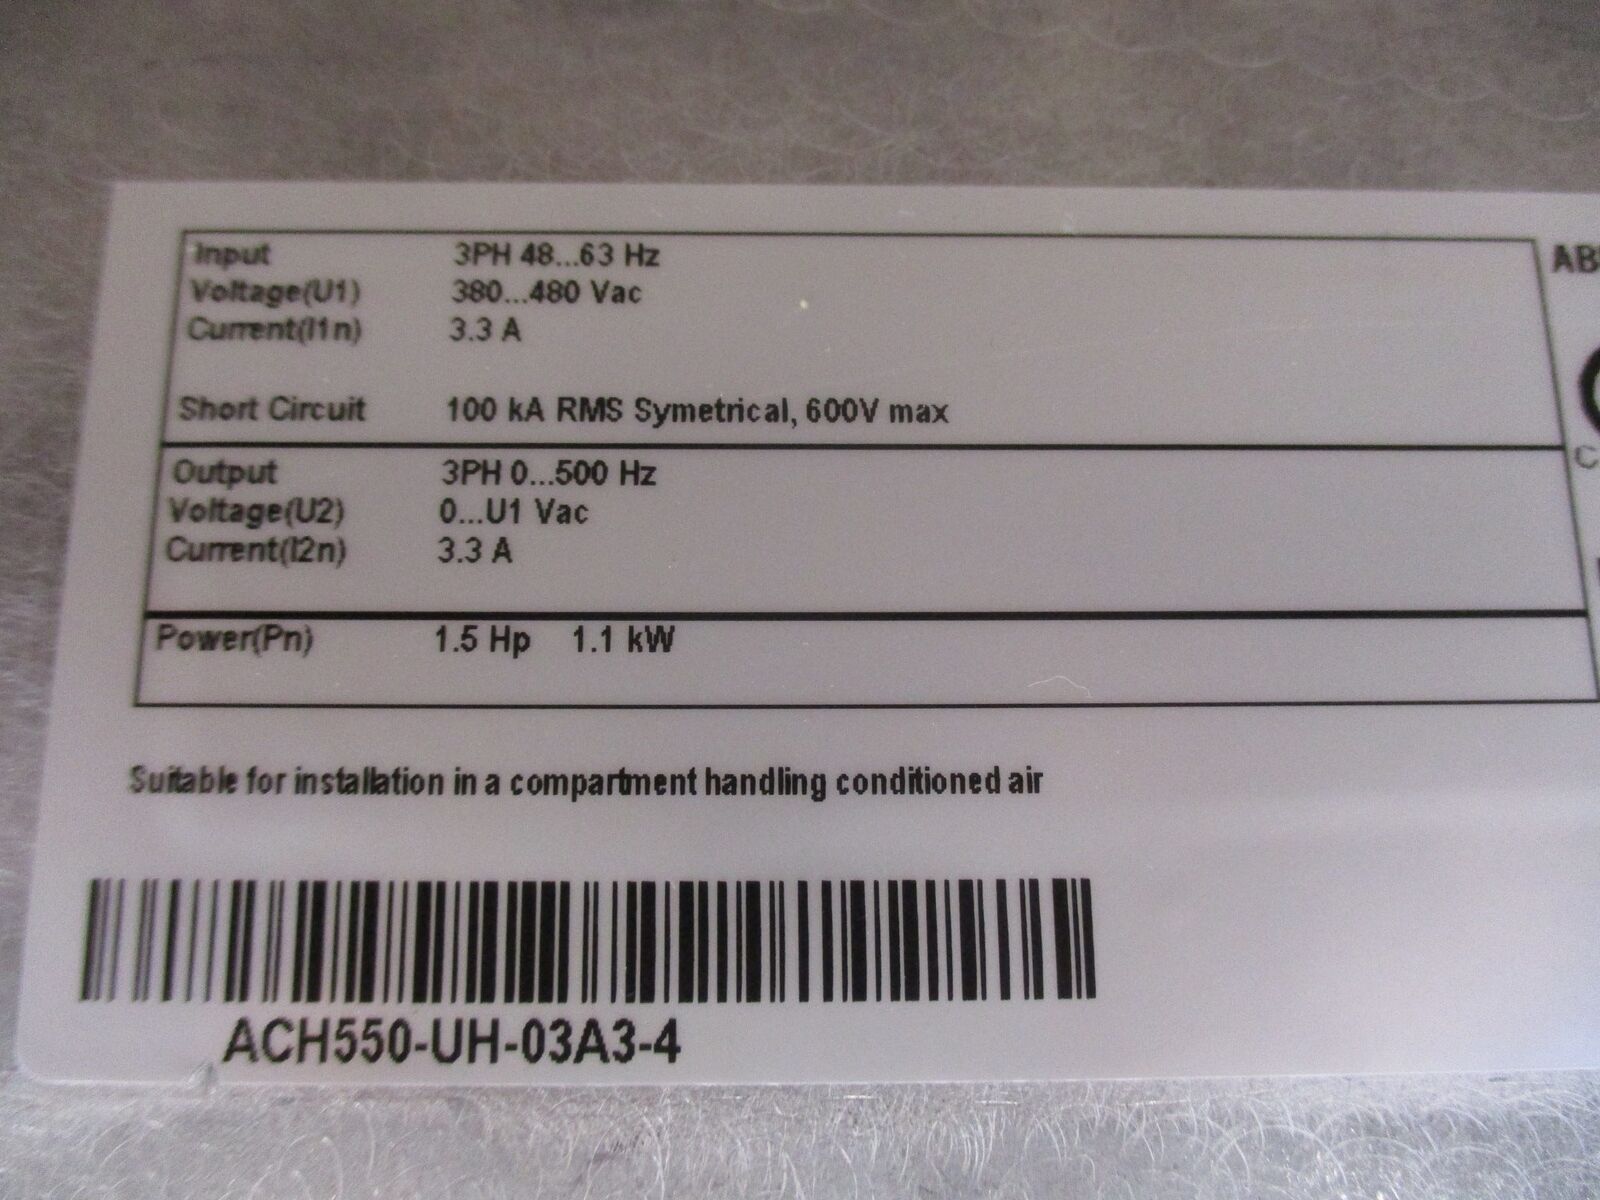 Input 3PH 48...63 Hz
Voltage(U1) 380...480 Vac
Current(I1n) 3.3 A
Short Circuit 100 kA RMS Symetrical, 600V max
Output 3PH 0...500 Hz
Voltage(U2) 0...U1 Vac
Current(I2n) 3.3 A
Power(Pn) 1.5 Hp 1.1 kW
Suitable for installation in a compartment handling conditioned air
ACH550-UH-03A3-4